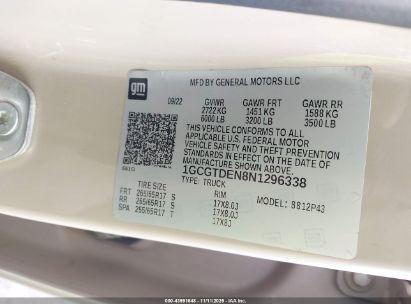 gm
MFD BY GENERAL MOTORS LLC
09/22 GVWR GAWR FRT GAWR RR
2722 KG 1451 KG 1588 KG
6000 LB 3200 LB 3500 LB
THIS VEHICLE CONFORMS TO ALL
APPLICABLE U.S. FEDERAL MOTOR
VEHICLE SAFETY, BUMPER, AND
THEFT PREVENTION STANDARDS
IN EFFECT ON THE DATE OF
MANUFACTURE SHOWN ABOVE.
1GCGTDEN8N1296338
TYPE: TRUCK
TIRE SIZE RIM MODEL: 8812P43
FRT 265/65R17 S 17X8.0J
RR 265/65R17 S 17X8.0J
SPA 255/65R17 T 17X8J